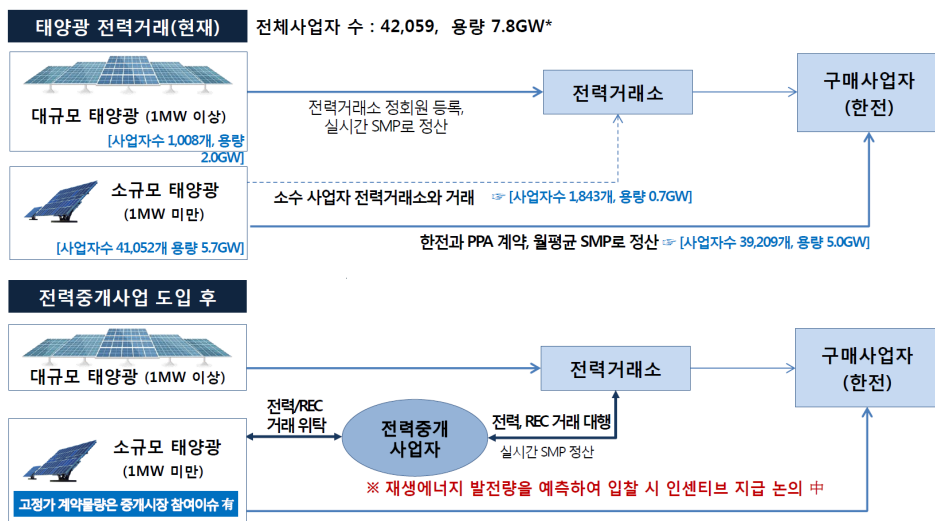 태양광 전력거래(현재)
전체사업자 수 : 42,059, 용량 7.8GW*
대규모 태양광 (1MW 이상)
[사업자수 1,008개, 용량
2.0GW]
전력거래소 정회원 등록,
실시간 SMP로 정산
전력거래소
구매사업자
(한전)
소규모 태양광
(1MW 미만)
[사업자수 41,052개 용량 5.7GW]
소수 사업자 전력거래소와 거래 ☞ [사업자수 1,843개, 용량 0.7GW]
한전과 PPA 계약, 월평균 SMP로 정산 ☞ [사업자수 39,209개, 용량 5.0GW]
전력중개사업 도입 후
대규모 태양광 (1MW 이상)
전력거래소
구매사업자
(한전)
소규모 태양광
(1MW 미만)
고정가 계약물량은 중개시장 참여이슈 有
전력/REC
거래 위탁
전력중개
사업자
전력, REC 거래 대행
실시간 SMP 정산
※ 재생에너지 발전량을 예측하여 입찰 시 인센티브 지급 논의 中